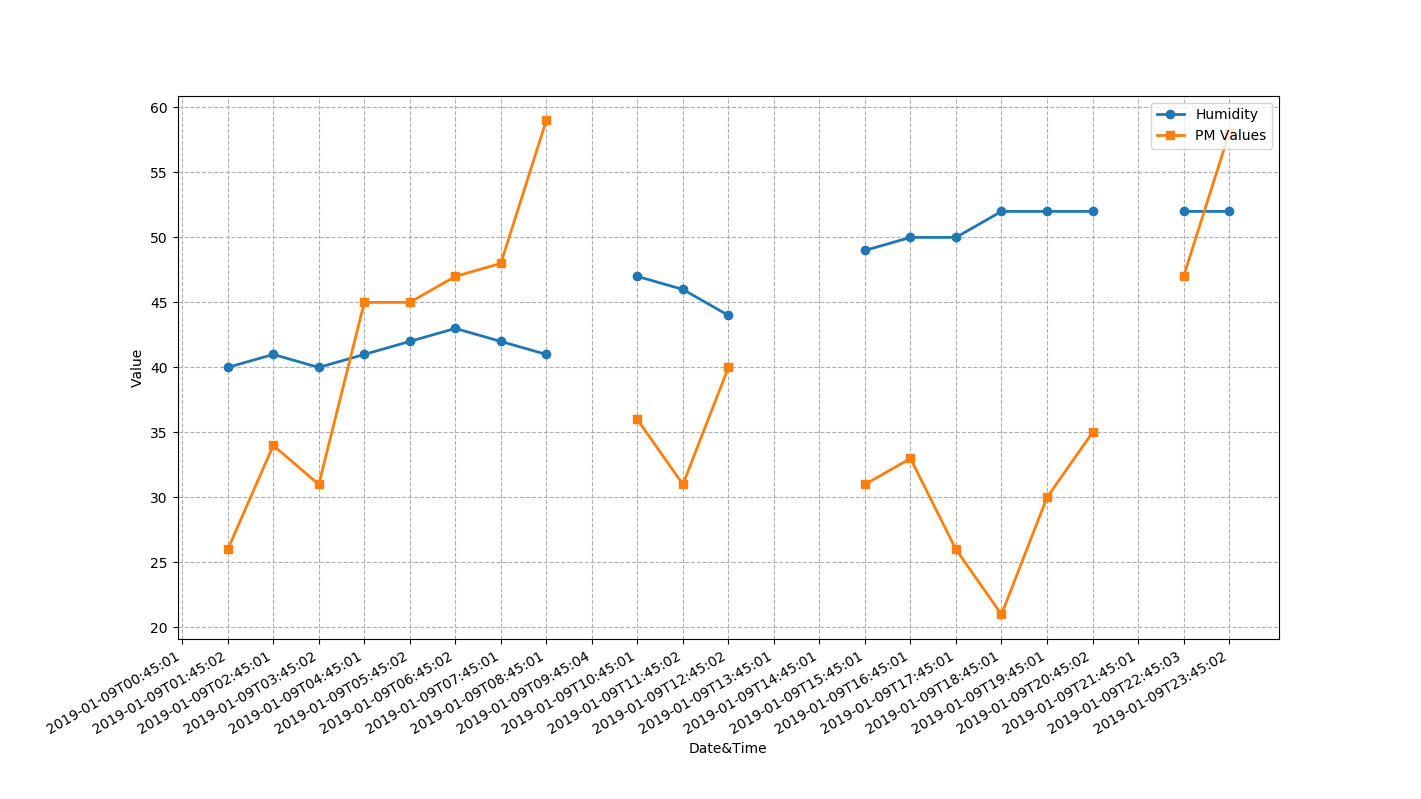 Humidity
PM Values
60
55
50
45
40
35
30
25
20
Value
2019-01-09T00:45:01
2019-01-09T01:45:02
2019-01-09T02:45:01
2019-01-09T03:45:02
2019-01-09T04:45:01
2019-01-09T05:45:02
2019-01-09T06:45:02
2019-01-09T07:45:01
2019-01-09T08:45:01
2019-01-09T09:45:04
2019-01-09T10:45:01
2019-01-09T11:45:02
2019-01-09T12:45:02
2019-01-09T13:45:01
2019-01-09T14:45:01
2019-01-09T15:45:01
2019-01-09T16:45:01
2019-01-09T17:45:01
2019-01-09T18:45:01
2019-01-09T19:45:01
2019-01-09T20:45:02
2019-01-09T21:45:01
2019-01-09T22:45:03
2019-01-09T23:45:02
Date&Time